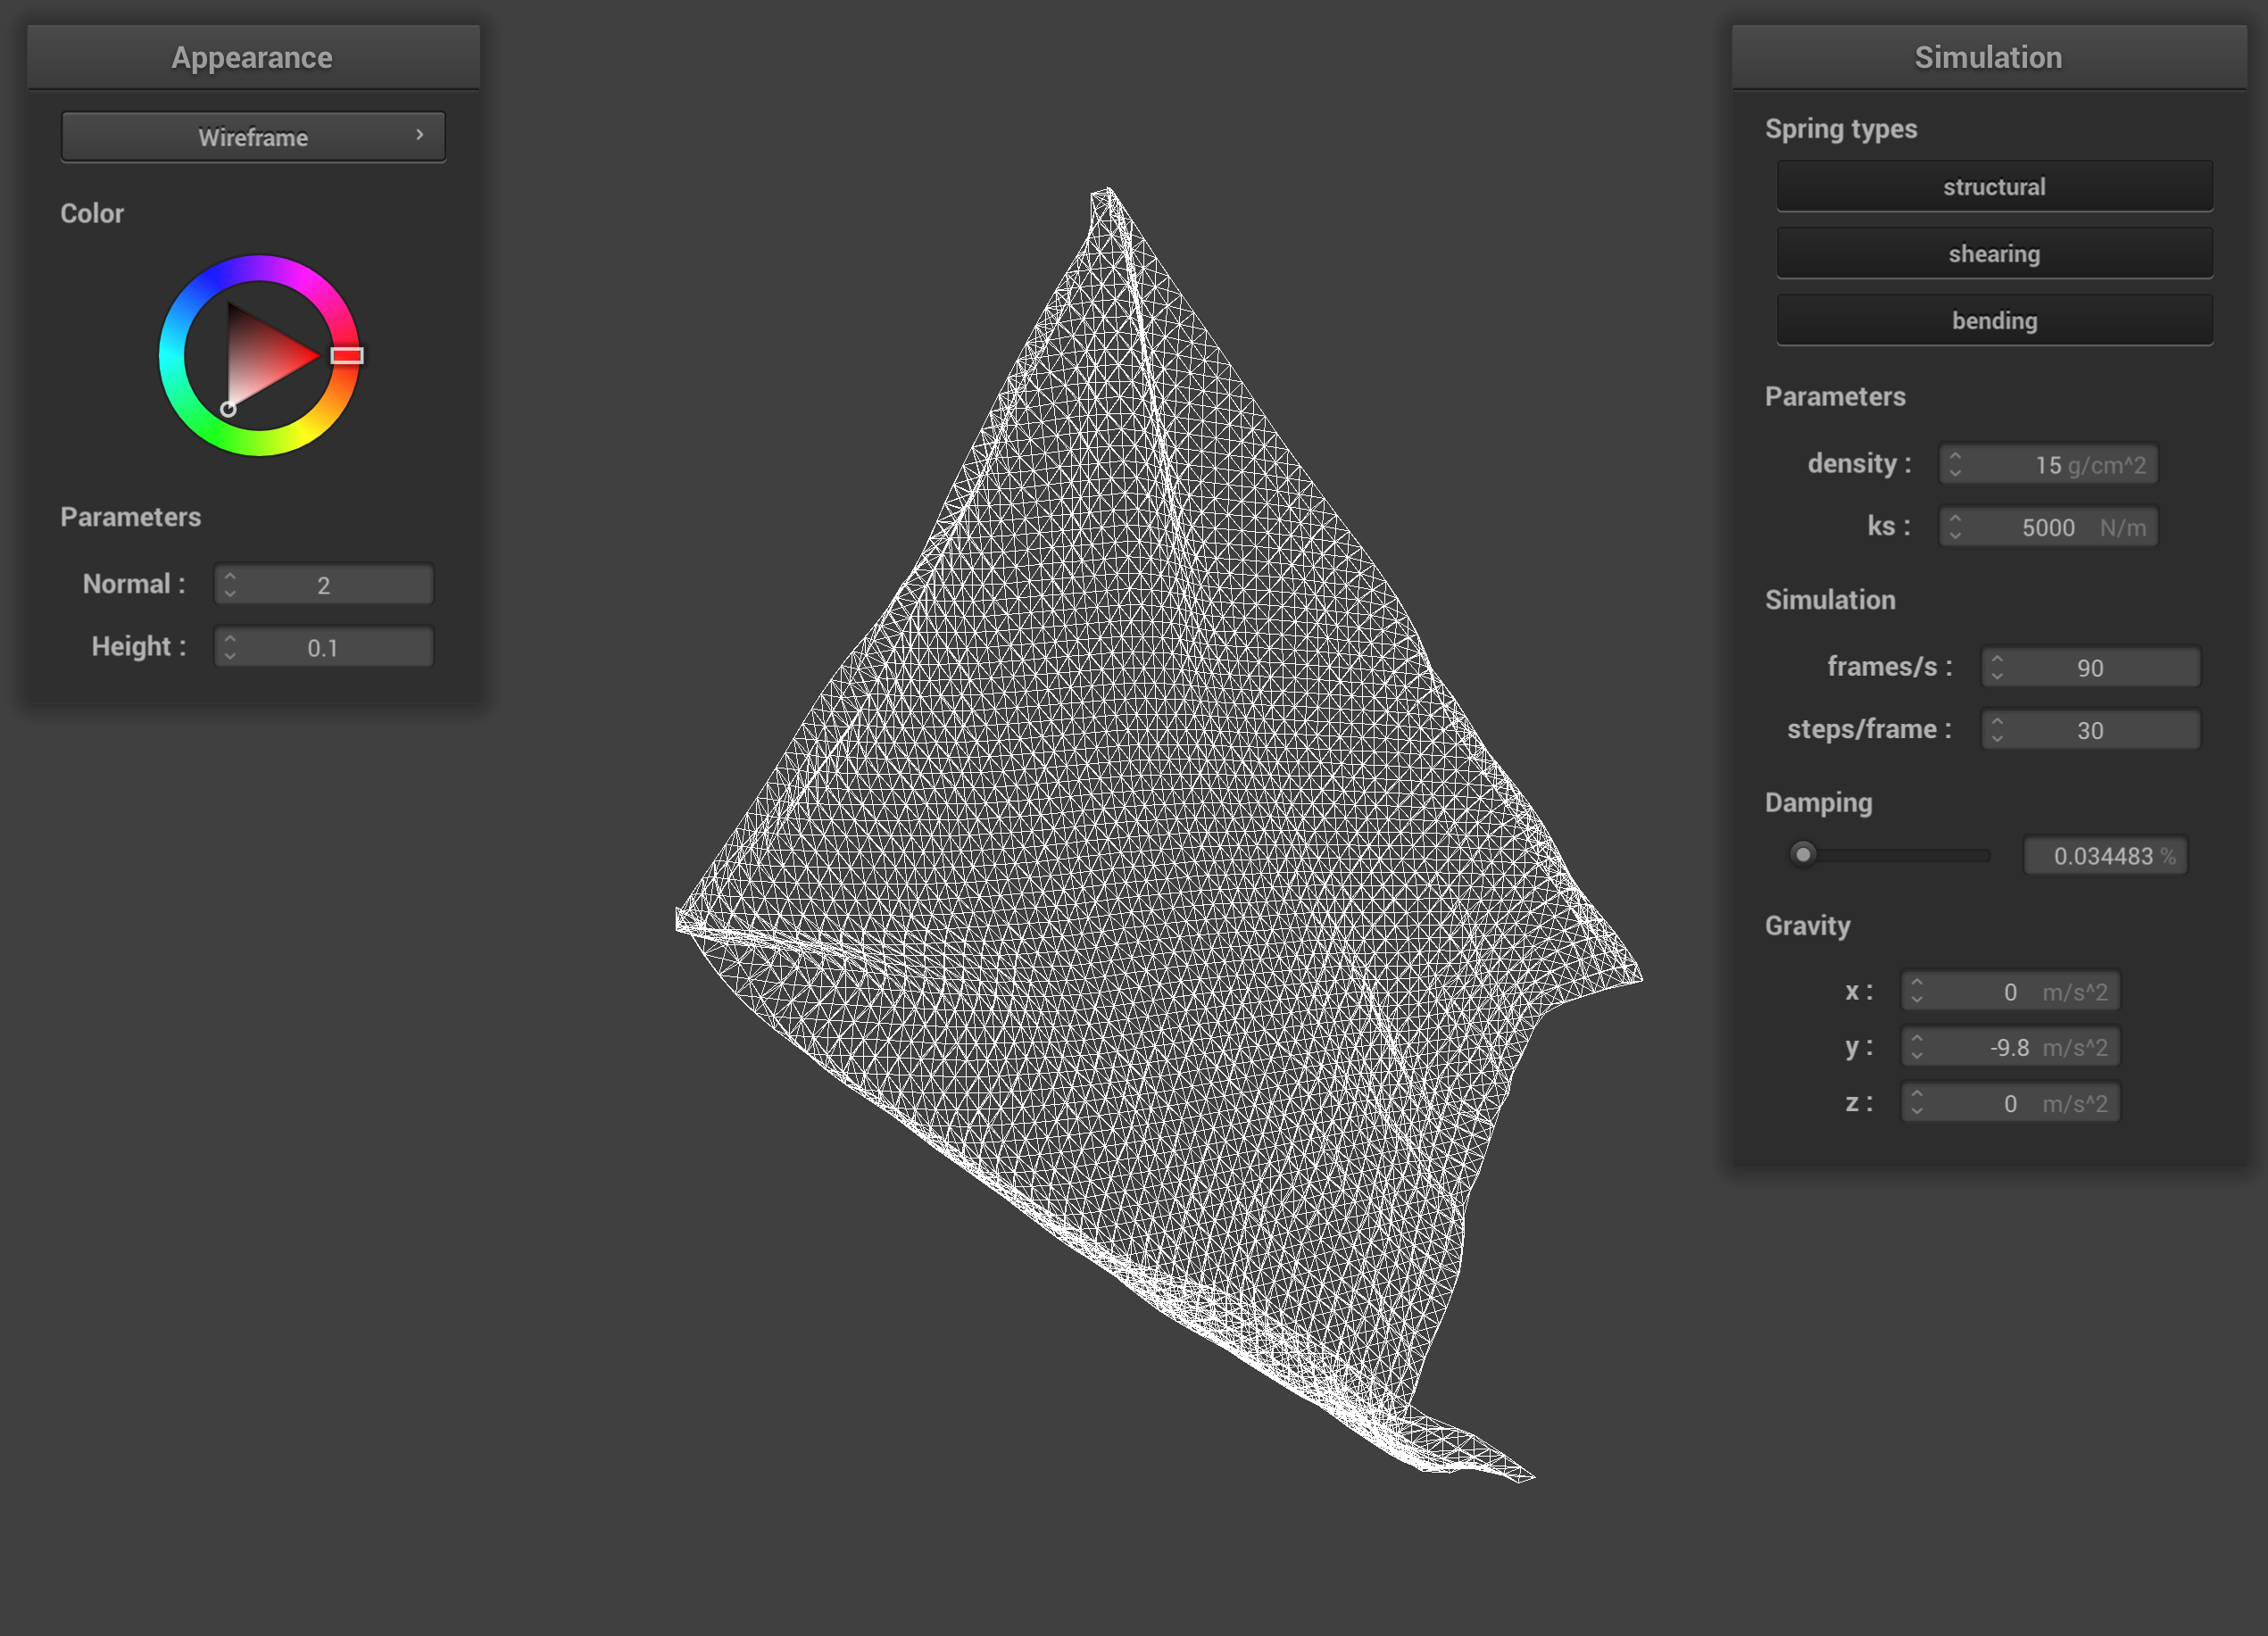 Appearance
Wireframe
Color
Parameters
Normal : 2
Height : 0.1
Simulation
Spring types
structural
shearing
bending
Parameters
density : 15 g/cm^2
ks : 5000 N/m
Simulation
frames/s : 90
steps/frame : 30
Damping
0.034483 %
Gravity
x : 0 m/s^2
y : -9.8 m/s^2
z : 0 m/s^2